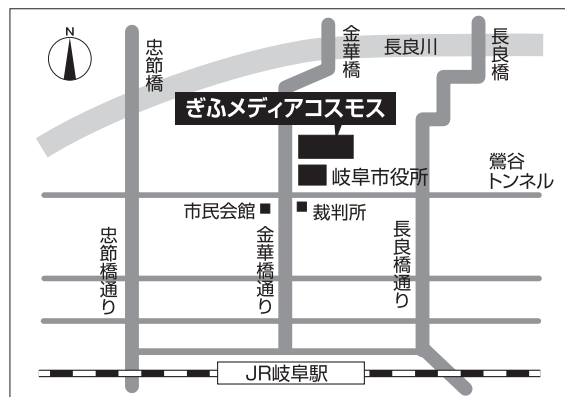 N
忠節橋
金華橋
長良川
長良橋
ぎふメディアコスモス
岐阜市役所
鶯谷
トンネル
市民会館
裁判所
忠節橋通り
金華橋通り
長良橋通り
JR岐阜駅